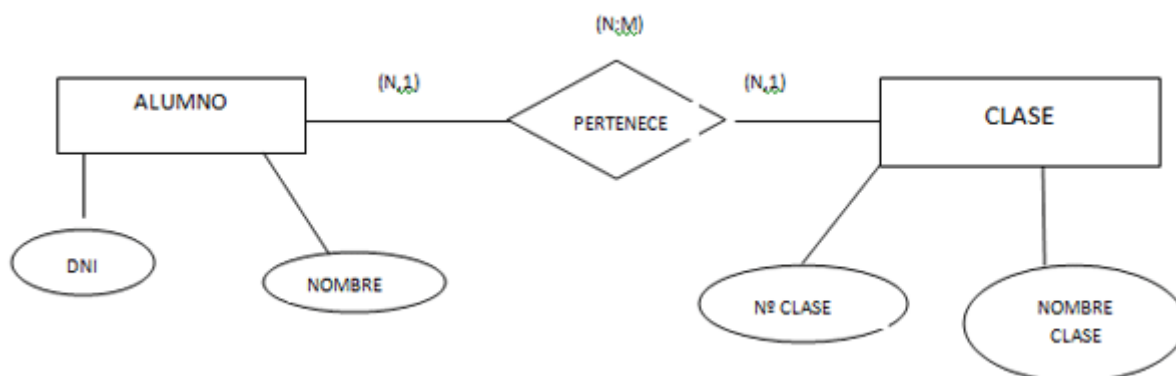 (N:M)
(N,1)
(N,1)
ALUMNO
PERTENECE
CLASE
DNI
NOMBRE
Nº CLASE
NOMBRE
CLASE